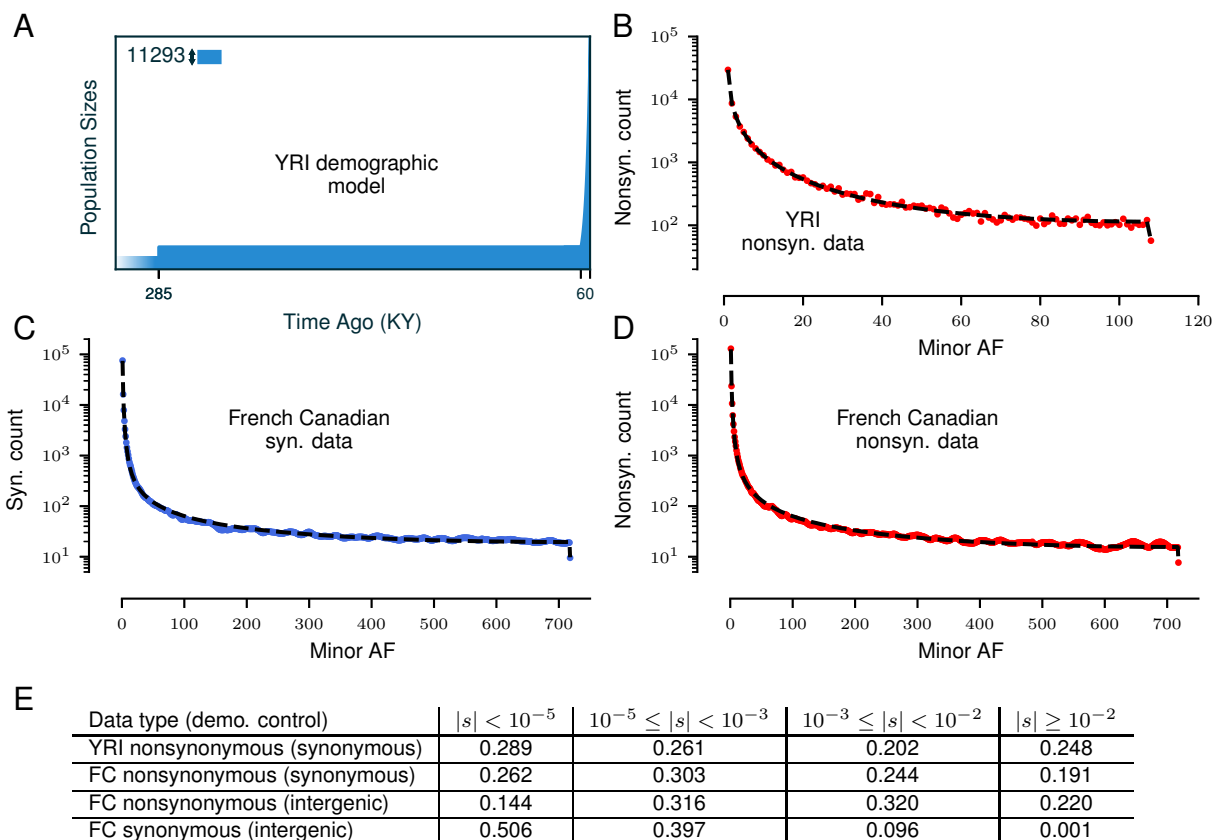 A
11293
YRI demographic
model
Population Sizes
285
60
Time Ago (KY)
B
10^5
10^4
10^3
10^2
Nonsyn. count
YRI
nonsyn. data
0 20 40 60 80 100 120
Minor AF
C
10^5
10^4
10^3
10^2
10^1
Syn. count
French Canadian
syn. data
0 100 200 300 400 500 600 700
Minor AF
D
10^5
10^4
10^3
10^2
10^1
Nonsyn. count
French Canadian
nonsyn. data
0 100 200 300 400 500 600 700
Minor AF
E
Data type (demo. control) |s| < 10^−5 10^−5 ≤ |s| < 10^−3 10^−3 ≤ |s| < 10^−2 |s| ≥ 10^−2
YRI nonsynonymous (synonymous) 0.289 0.261 0.202 0.248
FC nonsynonymous (synonymous) 0.262 0.303 0.244 0.191
FC nonsynonymous (intergenic) 0.144 0.316 0.320 0.220
FC synonymous (intergenic) 0.506 0.397 0.096 0.001